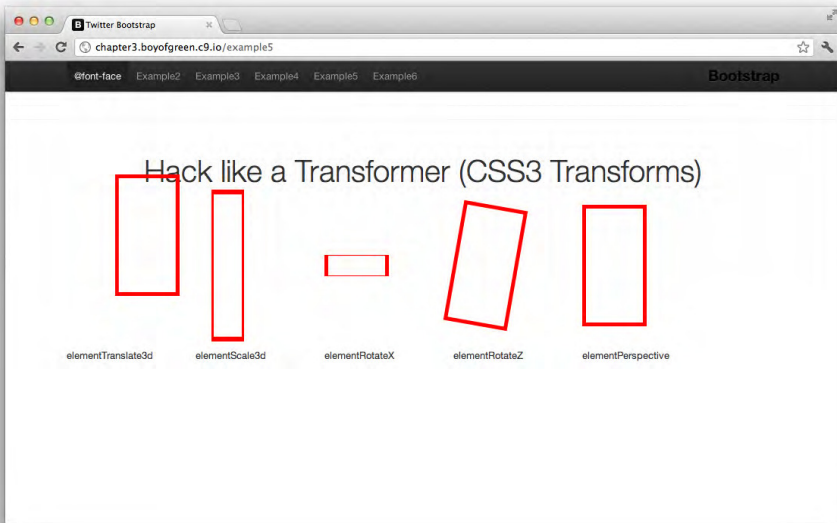 Twitter Bootstrap
chapter3.boyofgreen.c9.io/example5
@font-face Example2 Example3 Example4 Example5 Example6 Bootstrap
Hack like a Transformer (CSS3 Transforms)
elementTranslate3d elementScale3d elementRotateX elementRotateZ elementPerspective